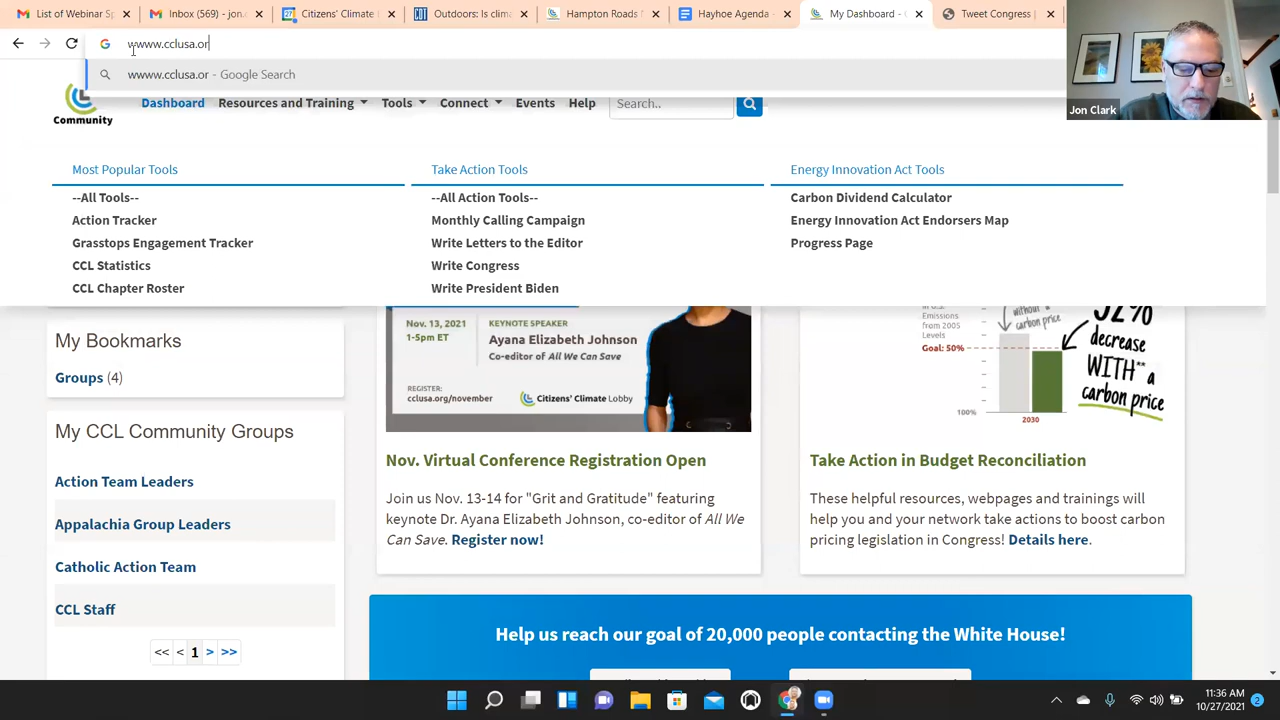 List of Webinar Sp
Inbox (569) - jon.c
Citizens' Climate L
Outdoors: Is clima
Hampton Roads
Hayhoe Agenda -
My Dashboard - C
Tweet Congress |
wwww.cclusa.or
wwww.cclusa.or - Google Search
Jon Clark
Community
Dashboard Resources and Training Tools Connect Events Help Search..
Most Popular Tools
--All Tools--
Action Tracker
Grasstops Engagement Tracker
CCL Statistics
CCL Chapter Roster
Take Action Tools
--All Action Tools--
Monthly Calling Campaign
Write Letters to the Editor
Write Congress
Write President Biden
Energy Innovation Act Tools
Carbon Dividend Calculator
Energy Innovation Act Endorsers Map
Progress Page
My Bookmarks
Groups (4)
My CCL Community Groups
Action Team Leaders
Appalachia Group Leaders
Catholic Action Team
CCL Staff
<< < 1 > >>
Nov. 13, 2021
1-5pm ET
KEYNOTE SPEAKER
Ayana Elizabeth Johnson
Co-editor of All We Can Save
REGISTER:
cclusa.org/november
Citizens' Climate Lobby
Nov. Virtual Conference Registration Open
Join us Nov. 13-14 for "Grit and Gratitude" featuring
keynote Dr. Ayana Elizabeth Johnson, co-editor of All We
Can Save. Register now!
Emissions
from 2005
Levels
Goal: 50%
100%
2030
without
carbon price
52%
decrease
WITH** a
carbon price
Take Action in Budget Reconciliation
These helpful resources, webpages and trainings will
help you and your network take actions to boost carbon
pricing legislation in Congress! Details here.
Help us reach our goal of 20,000 people contacting the White House!
11:36 AM
10/27/2021
2